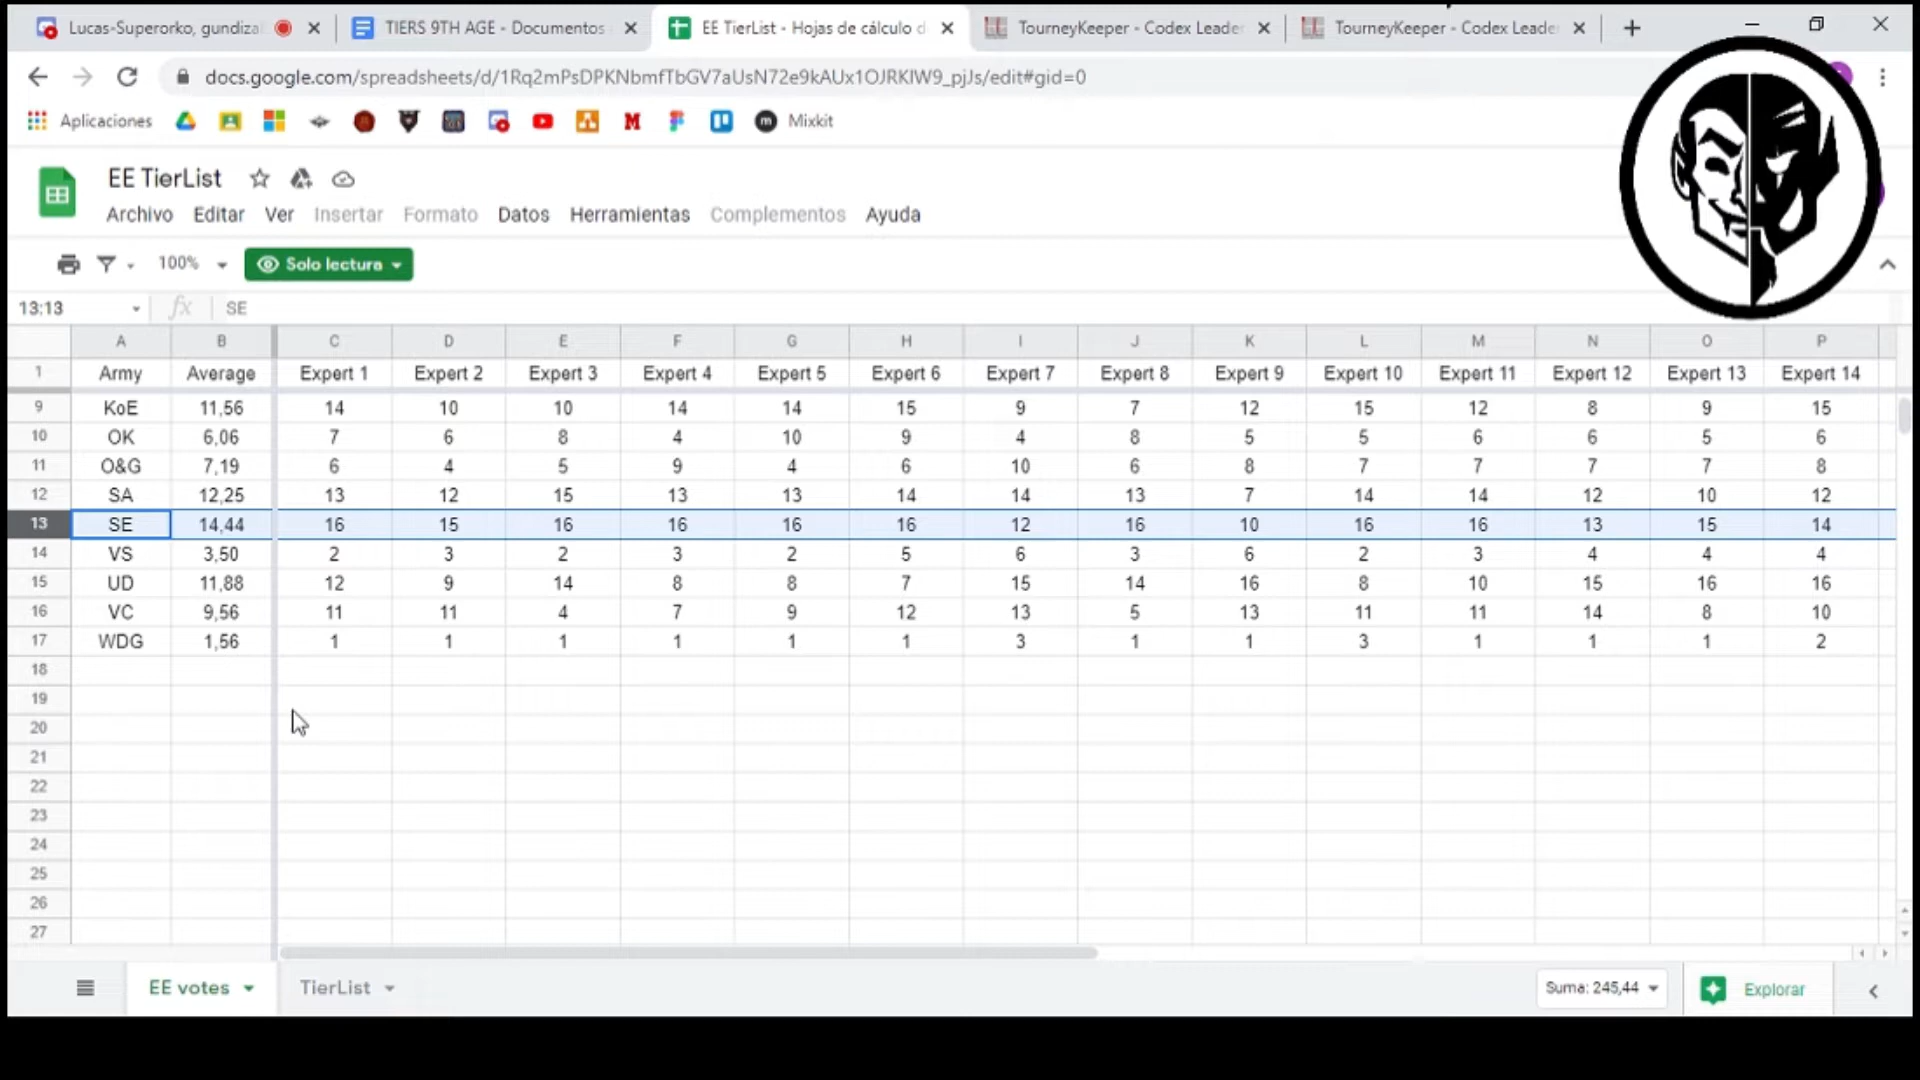 Lucas-Superorko, gundiza
TIERS 9TH AGE - Documentos
EE TierList - Hojas de cálculo d
TourneyKeeper - Codex Leade
TourneyKeeper - Codex Leade
docs.google.com/spreadsheets/d/1Rq2mPsDPKNbmfTbGV7aUsN72e9kAUx1OJRKIW9_pjJs/edit#gid=0
Aplicaciones
Mixkit
EE TierList
Archivo Editar Ver Insertar Formato Datos Herramientas Complementos Ayuda
100% Solo lectura
13:13 fx SE
A B C D E F G H I J K L M N O P
1 Army Average Expert 1 Expert 2 Expert 3 Expert 4 Expert 5 Expert 6 Expert 7 Expert 8 Expert 9 Expert 10 Expert 11 Expert 12 Expert 13 Expert 14
9 KoE 11,56 14 10 10 14 14 15 9 7 12 15 12 8 9 15
10 OK 6,06 7 6 8 4 10 9 4 8 5 5 6 6 5 6
11 O&G 7,19 6 4 5 9 4 6 10 6 8 7 7 7 7 8
12 SA 12,25 13 12 15 13 13 14 14 13 7 14 14 12 10 12
13 SE 14,44 16 15 16 16 16 16 12 16 10 16 16 13 15 14
14 VS 3,50 2 3 2 3 2 5 6 3 6 2 3 4 4 4
15 UD 11,88 12 9 14 8 8 7 15 14 16 8 10 15 16 16
16 VC 9,56 11 11 4 7 9 12 13 5 13 11 11 14 8 10
17 WDG 1,56 1 1 1 1 1 1 3 1 1 3 1 1 1 2
18
19
20
21
22
23
24
25
26
27
EE votes TierList Suma: 245,44 Explorar